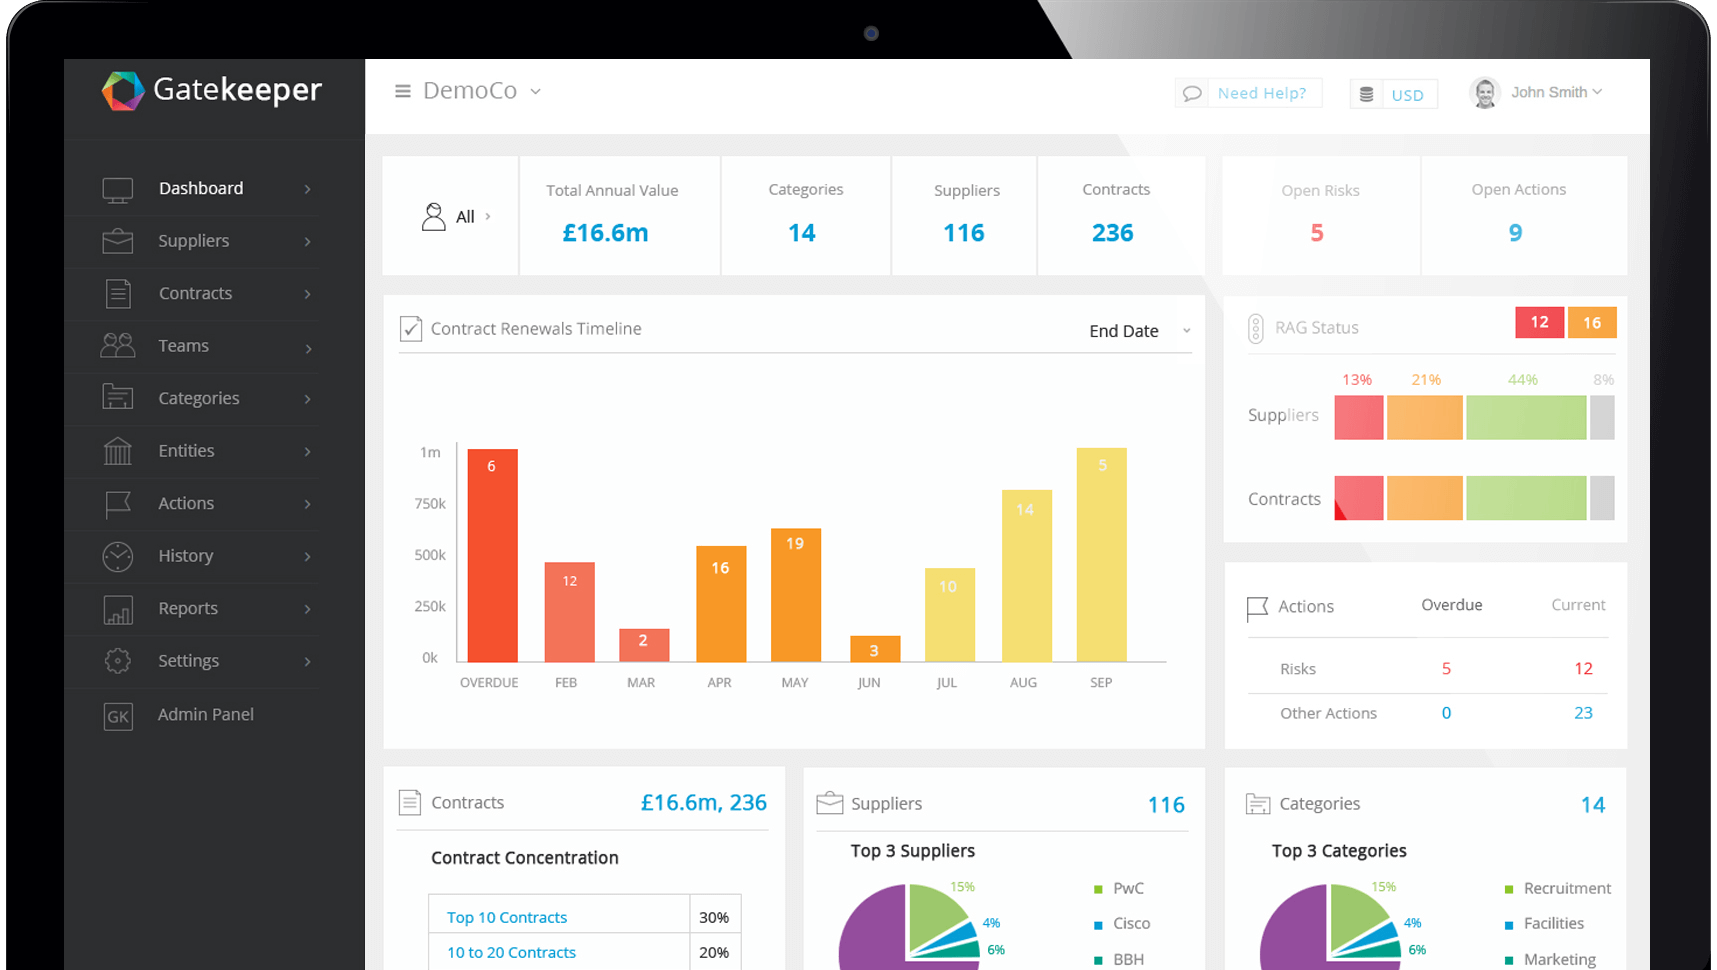 Gatekeeper
DemoCo
Need Help?
USD
John Smith
Dashboard
Suppliers
Contracts
Teams
Categories
Entities
Actions
History
Reports
Settings
GK Admin Panel
All
Total Annual Value
£16.6m
Categories
14
Suppliers
116
Contracts
236
Open Risks
5
Open Actions
9
Contract Renewals Timeline
End Date
1m
750k
500k
250k
0k
6
12
2
16
19
3
10
14
5
OVERDUE FEB MAR APR MAY JUN JUL AUG SEP
RAG Status
12 16
13% 21% 44% 8%
Suppliers
Contracts
Actions Overdue Current
Risks 5 12
Other Actions 0 23
Contracts £16.6m, 236
Contract Concentration
Top 10 Contracts 30%
10 to 20 Contracts 20%
Suppliers 116
Top 3 Suppliers
15%
4%
6%
PwC
Cisco
BBH
Categories 14
Top 3 Categories
15%
4%
6%
Recruitment
Facilities
Marketing